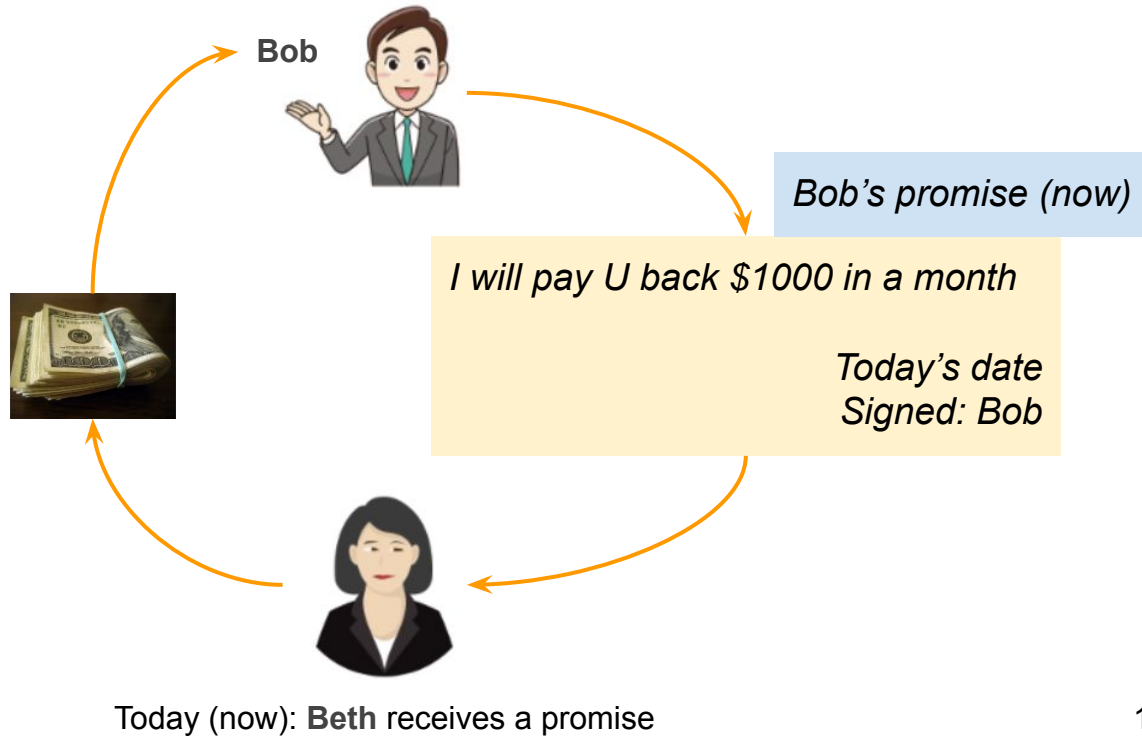 Bob
Bob’s promise (now)
I will pay U back $1000 in a month
Today’s date
Signed: Bob
Today (now): Beth receives a promise
1